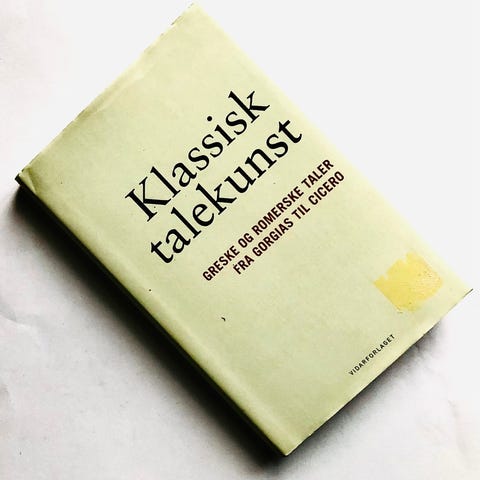 Klassisk
talekunst
GRESKE OG ROMERSKE TALER
FRA GORGIAS TIL CICERO
VIDARFORLAGET